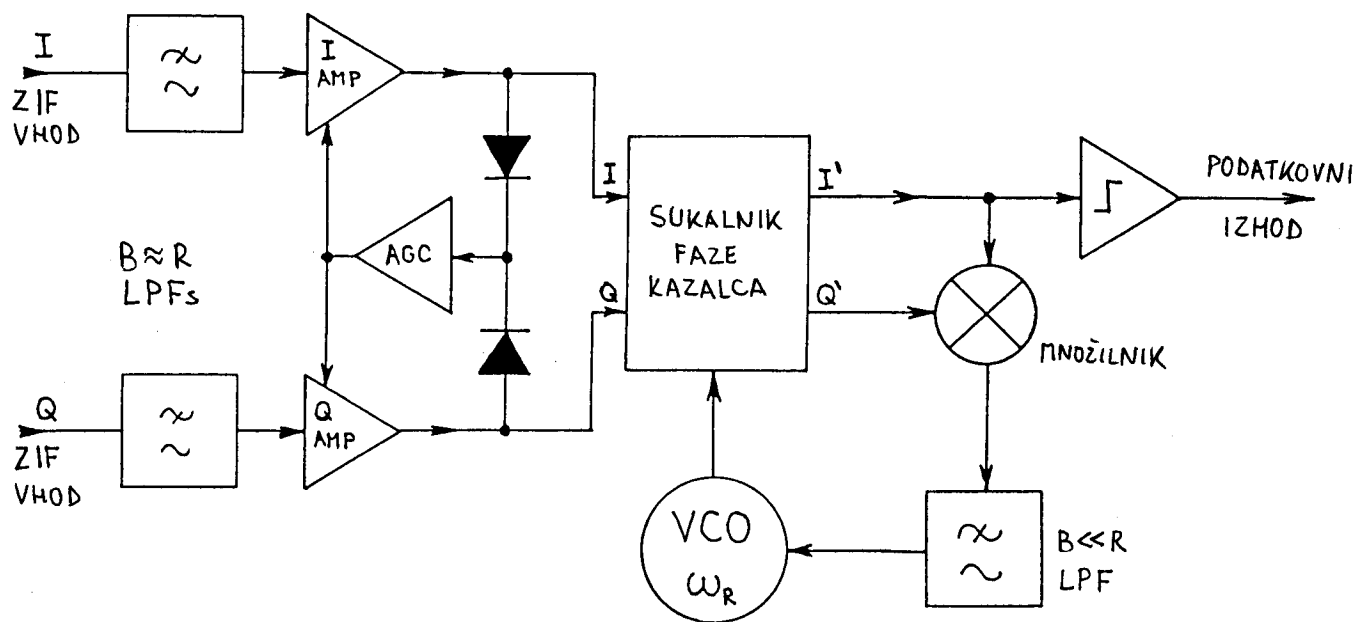 I
ZIF
VHOD
I
AMP
B≈R
LPFs
AGC
Q
ZIF
VHOD
Q
AMP
I
Q
SUKALNIK
FAZE
KAZALCA
I'
Q'
PODATKOVNI
IZHOD
MNOŽILNIK
VCO
ωR
B<<R
LPF